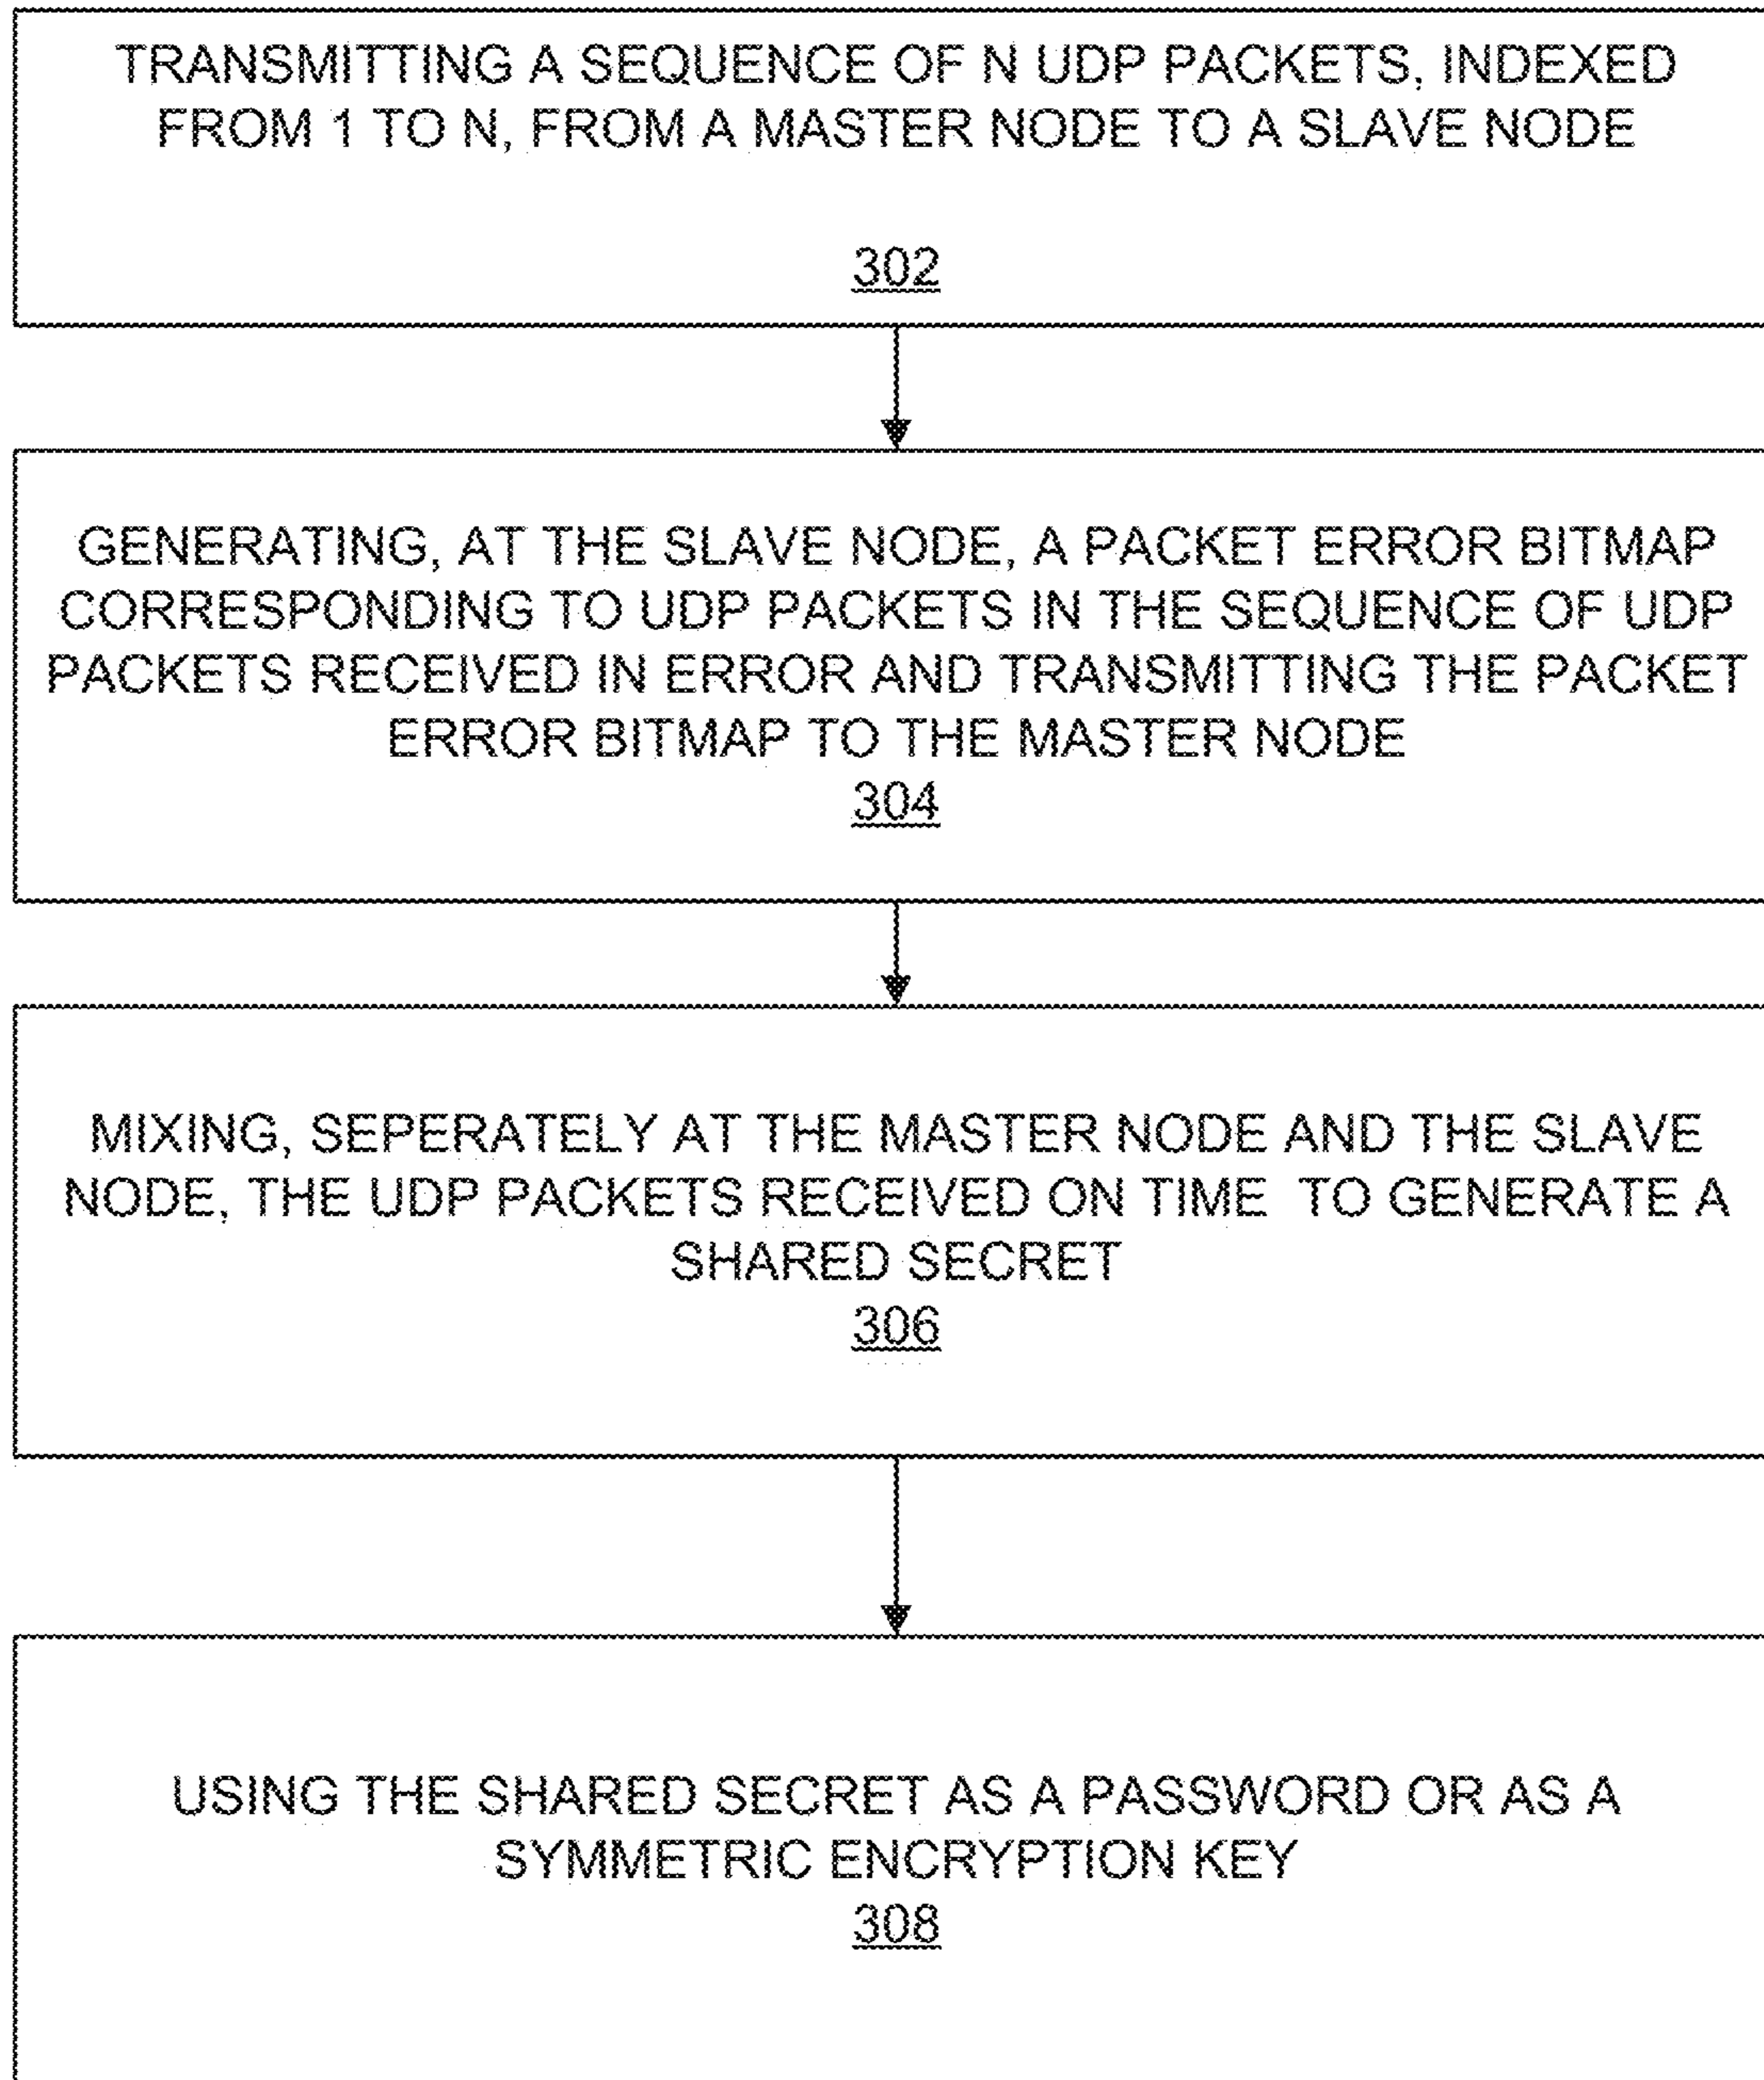 TRANSMITTING A SEQUENCE OF N UDP PACKETS, INDEXED
FROM 1 TO N, FROM A MASTER NODE TO A SLAVE NODE
302
GENERATING, AT THE SLAVE NODE, A PACKET ERROR BITMAP
CORRESPONDING TO UDP PACKETS IN THE SEQUENCE OF UDP
PACKETS RECEIVED IN ERROR AND TRANSMITTING THE PACKET
ERROR BITMAP TO THE MASTER NODE
304
MIXING, SEPERATELY AT THE MASTER NODE AND THE SLAVE
NODE, THE UDP PACKETS RECEIVED ON TIME TO GENERATE A
SHARED SECRET
306
USING THE SHARED SECRET AS A PASSWORD OR AS A
SYMMETRIC ENCRYPTION KEY
308